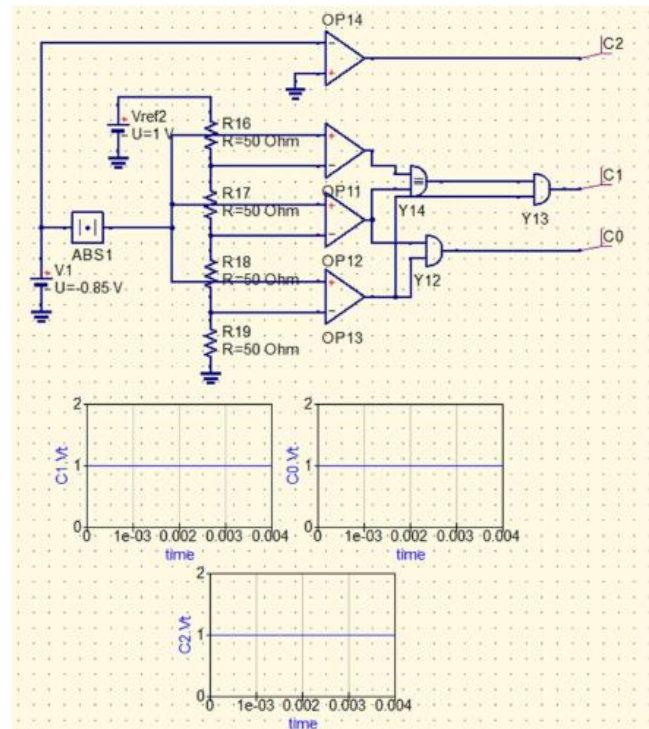 OP14
C2
Vref2
U=1 V
R16
R=50 Ohm
OP11
R17
R=50 Ohm
Y14
Y13
C1
C0
ABS1
V1
U=-0.85 V
R18
R=50 Ohm
OP12
Y12
OP13
R19
R=50 Ohm
2
1
0
C1.Vt
0
1e-03
0.002
0.003
0.004
time
2
1
0
C0.Vt
0
1e-03
0.002
0.003
0.004
time
2
1
0
C2.Vt
0
1e-03
0.002
0.003
0.004
time